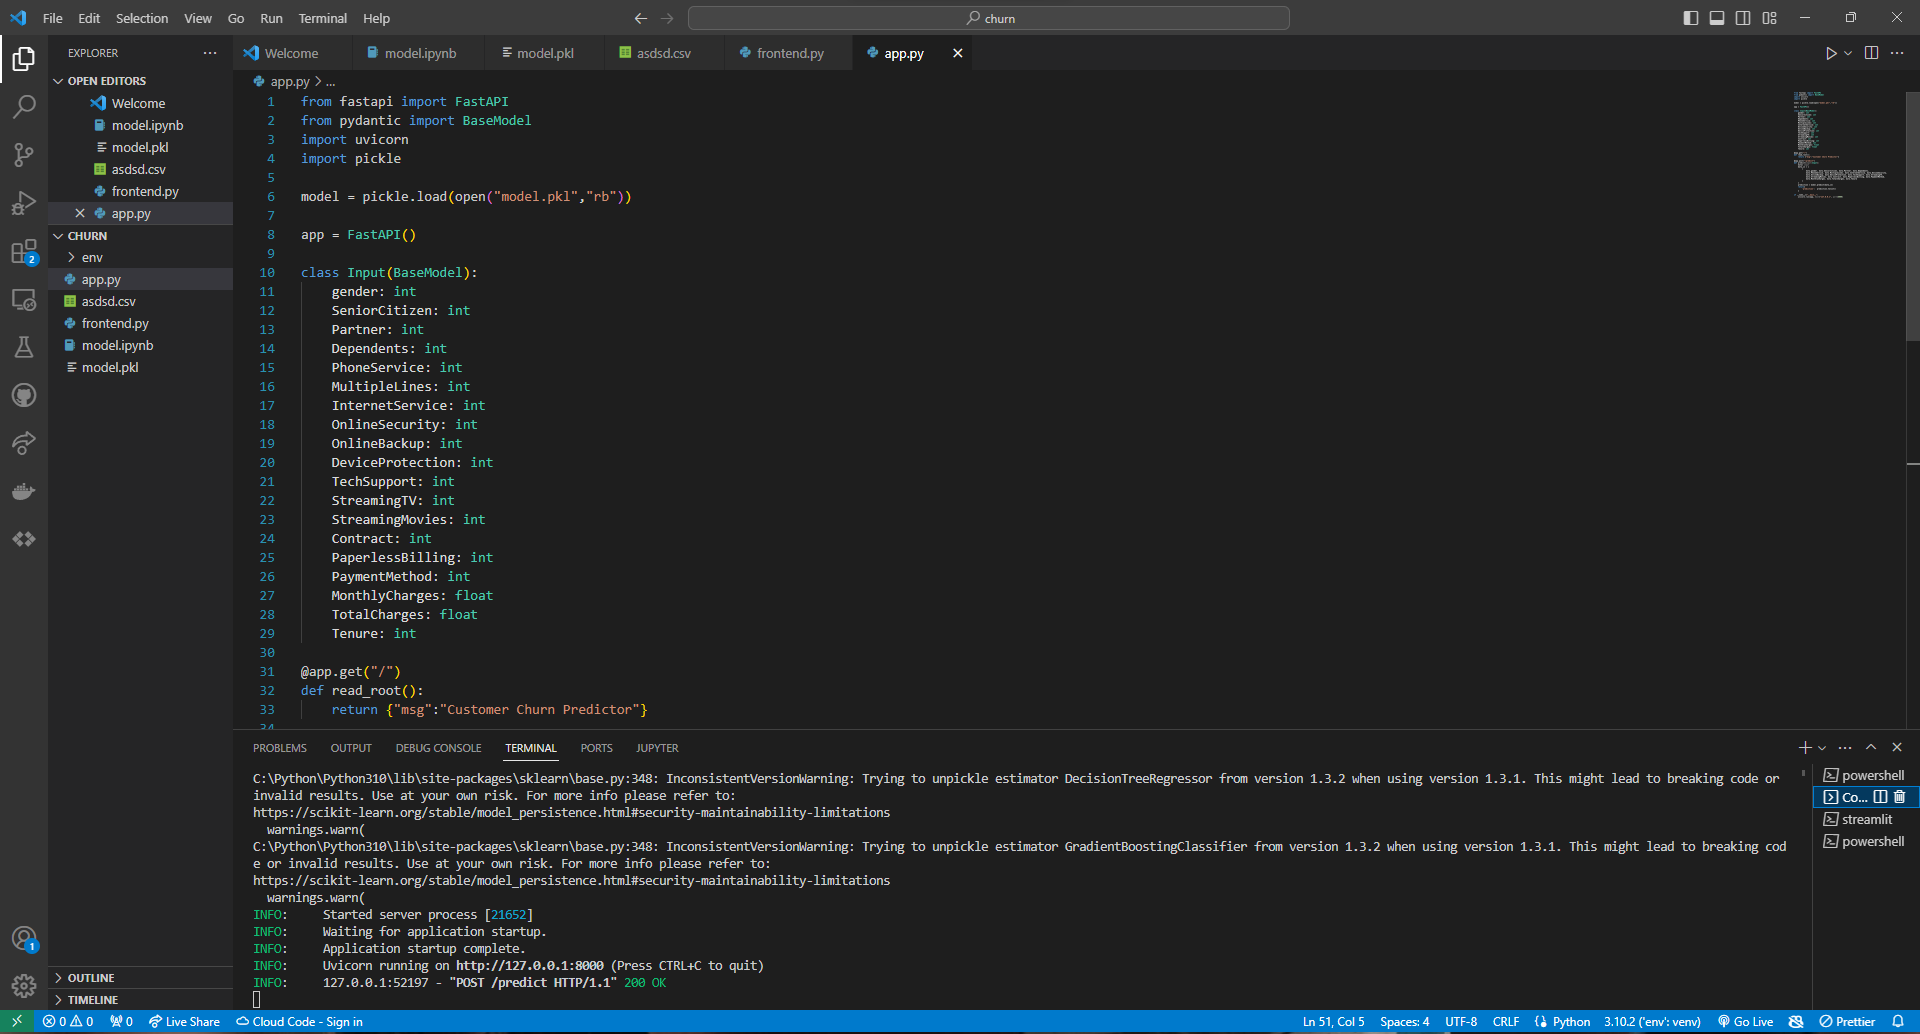 File Edit Selection View Go Run Terminal Help
churn
EXPLORER
OPEN EDITORS
Welcome
model.ipynb
model.pkl
asdsd.csv
frontend.py
app.py
CHURN
env
app.py
asdsd.csv
frontend.py
model.ipynb
model.pkl
OUTLINE
TIMELINE
2
1
Welcome model.ipynb model.pkl asdsd.csv frontend.py app.py
app.py > ...
1 from fastapi import FastAPI
2 from pydantic import BaseModel
3 import uvicorn
4 import pickle
5
6 model = pickle.load(open("model.pkl","rb"))
7
8 app = FastAPI()
9
10 class Input(BaseModel):
11 gender: int
12 SeniorCitizen: int
13 Partner: int
14 Dependents: int
15 PhoneService: int
16 MultipleLines: int
17 InternetService: int
18 OnlineSecurity: int
19 OnlineBackup: int
20 DeviceProtection: int
21 TechSupport: int
22 StreamingTV: int
23 StreamingMovies: int
24 Contract: int
25 PaperlessBilling: int
26 PaymentMethod: int
27 MonthlyCharges: float
28 TotalCharges: float
29 Tenure: int
30
31 @app.get("/")
32 def read_root():
33 return {"msg":"Customer Churn Predictor"}
34
PROBLEMS OUTPUT DEBUG CONSOLE TERMINAL PORTS JUPYTER
C:\Python\Python310\lib\site-packages\sklearn\base.py:348: InconsistentVersionWarning: Trying to unpickle estimator DecisionTreeRegressor from version 1.3.2 when using version 1.3.1. This might lead to breaking code or
invalid results. Use at your own risk. For more info please refer to:
https://scikit-learn.org/stable/model_persistence.html#security-maintainability-limitations
warnings.warn(
C:\Python\Python310\lib\site-packages\sklearn\base.py:348: InconsistentVersionWarning: Trying to unpickle estimator GradientBoostingClassifier from version 1.3.2 when using version 1.3.1. This might lead to breaking cod
e or invalid results. Use at your own risk. For more info please refer to:
https://scikit-learn.org/stable/model_persistence.html#security-maintainability-limitations
warnings.warn(
INFO: Started server process [21652]
INFO: Waiting for application startup.
INFO: Application startup complete.
INFO: Uvicorn running on http://127.0.0.1:8000 (Press CTRL+C to quit)
INFO: 127.0.0.1:52197 - "POST /predict HTTP/1.1" 200 OK
powershell
Co...
streamlit
powershell
0 0 0 Live Share Cloud Code - Sign in Ln 51, Col 5 Spaces: 4 UTF-8 CRLF Python 3.10.2 ('env': venv) Go Live Prettier